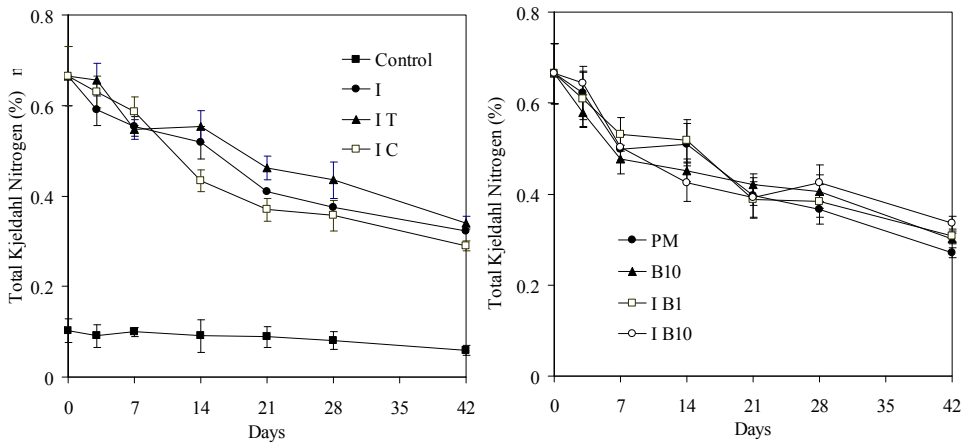 0.8
Control
I
I T
I C
0.6
0.4
0.2
0
Total Kjeldahl Nitrogen (%)
0 7 14 21 28 35 42
Days
0.8
0.6
0.4
PM
B10
I B1
I B10
0.2
0
Total Kjeldahl Nitrogen (%)
0 7 14 21 28 35 42
Days